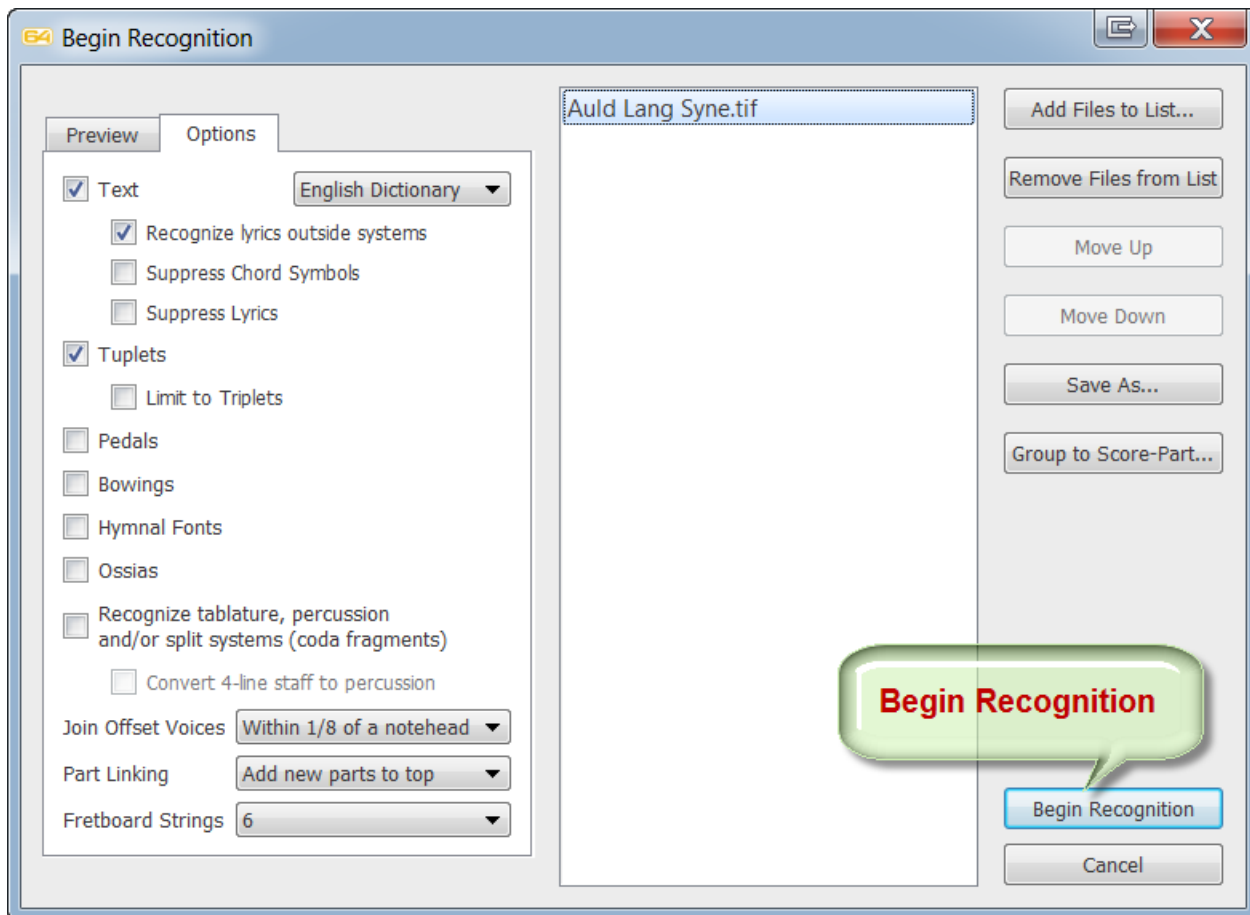 64 Begin Recognition
Preview Options
Text English Dictionary
Recognize lyrics outside systems
Suppress Chord Symbols
Suppress Lyrics
Tuplets
Limit to Triplets
Pedals
Bowings
Hymnal Fonts
Ossias
Recognize tablature, percussion
and/or split systems (coda fragments)
Convert 4-line staff to percussion
Join Offset Voices Within 1/8 of a notehead
Part Linking Add new parts to top
Fretboard Strings 6
Auld Lang Syne.tif
Add Files to List...
Remove Files from List
Move Up
Move Down
Save As...
Group to Score-Part...
Begin Recognition
Begin Recognition
Cancel